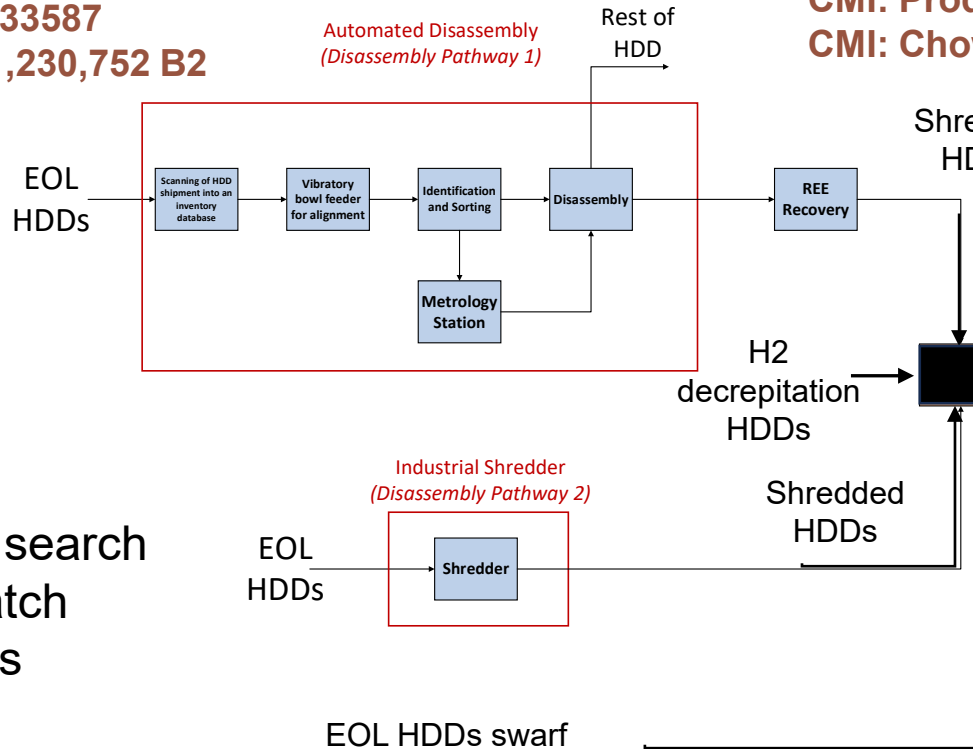 33587
,230,752 B2
Automated Disassembly
(Disassembly Pathway 1)
Rest of
HDD
CMI:
CMI:
EOL
HDDs
Scanning of HDD
shipment into an
inventory
database
Vibratory
bowl feeder
for alignment
Identification
and Sorting
Disassembly
REE
Recovery
Metrology
Station
H2
decrepitation
HDDs
Industrial Shredder
(Disassembly Pathway 2)
Shredded
HDDs
search
EOL
HDDs
Shredder
EOL HDDs swarf